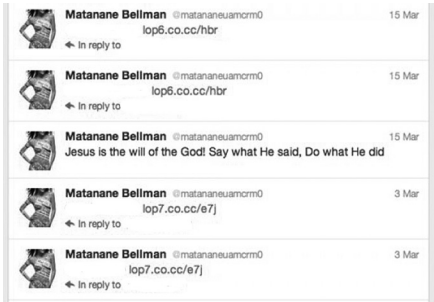 Matanane Bellman @matananeuamcrm0 15 Mar
lop6.co.cc/hbr
In reply to
Matanane Bellman @matananeuamcrm0 15 Mar
lop6.co.cc/hbr
In reply to
Matanane Bellman @matananeuamcrm0 15 Mar
Jesus is the will of the God! Say what He said, Do what He did
Matanane Bellman @matananeuamcrm0 3 Mar
lop7.co.cc/e7j
In reply to
Matanane Bellman @matananeuamcrm0 3 Mar
lop7.co.cc/e7j
In reply to